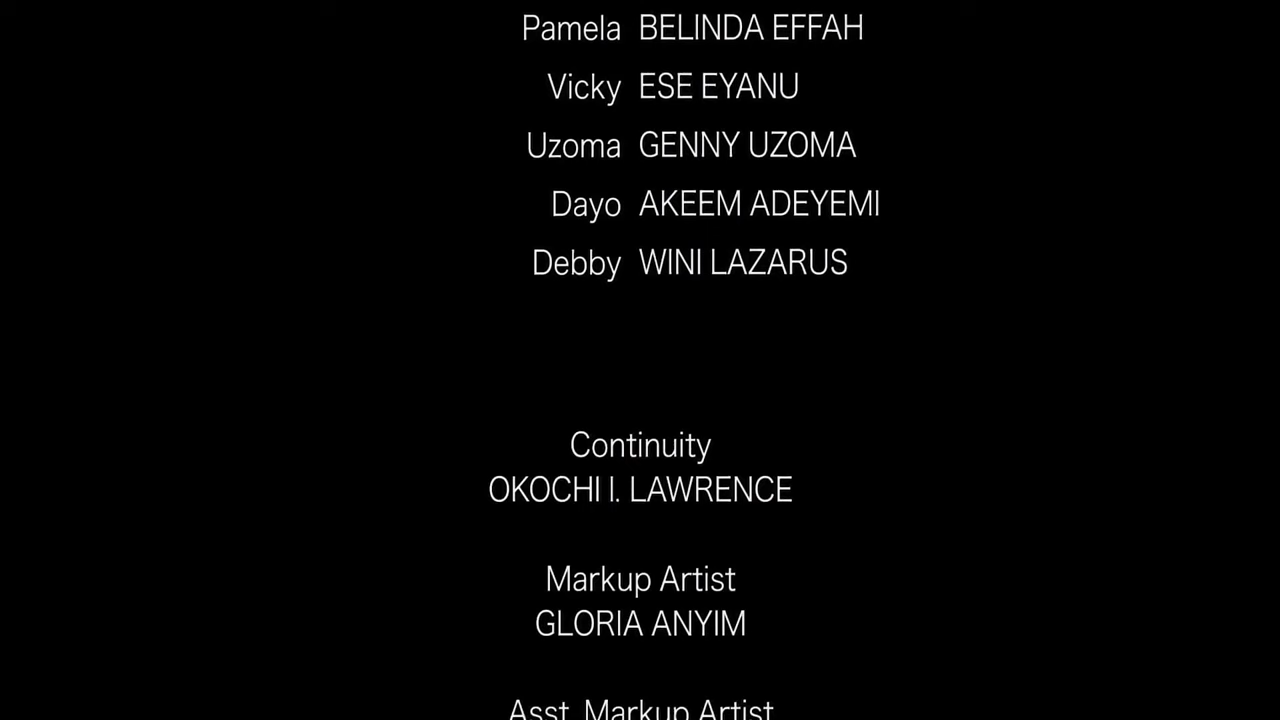 Pamela BELINDA EFFAH
Vicky ESE EYANU
Uzoma GENNY UZOMA
Dayo AKEEM ADEYEMI
Debby WINI LAZARUS
Continuity
OKOCHI I. LAWRENCE
Markup Artist
GLORIA ANYIM
Asst. Markup Artist